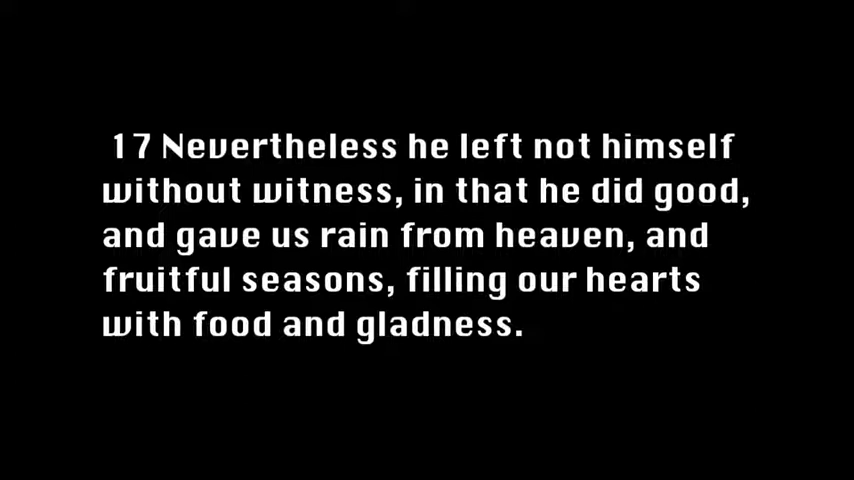 17 Nevertheless he left not himself
without witness, in that he did good,
and gave us rain from heaven, and
fruitful seasons, filling our hearts
with food and gladness.